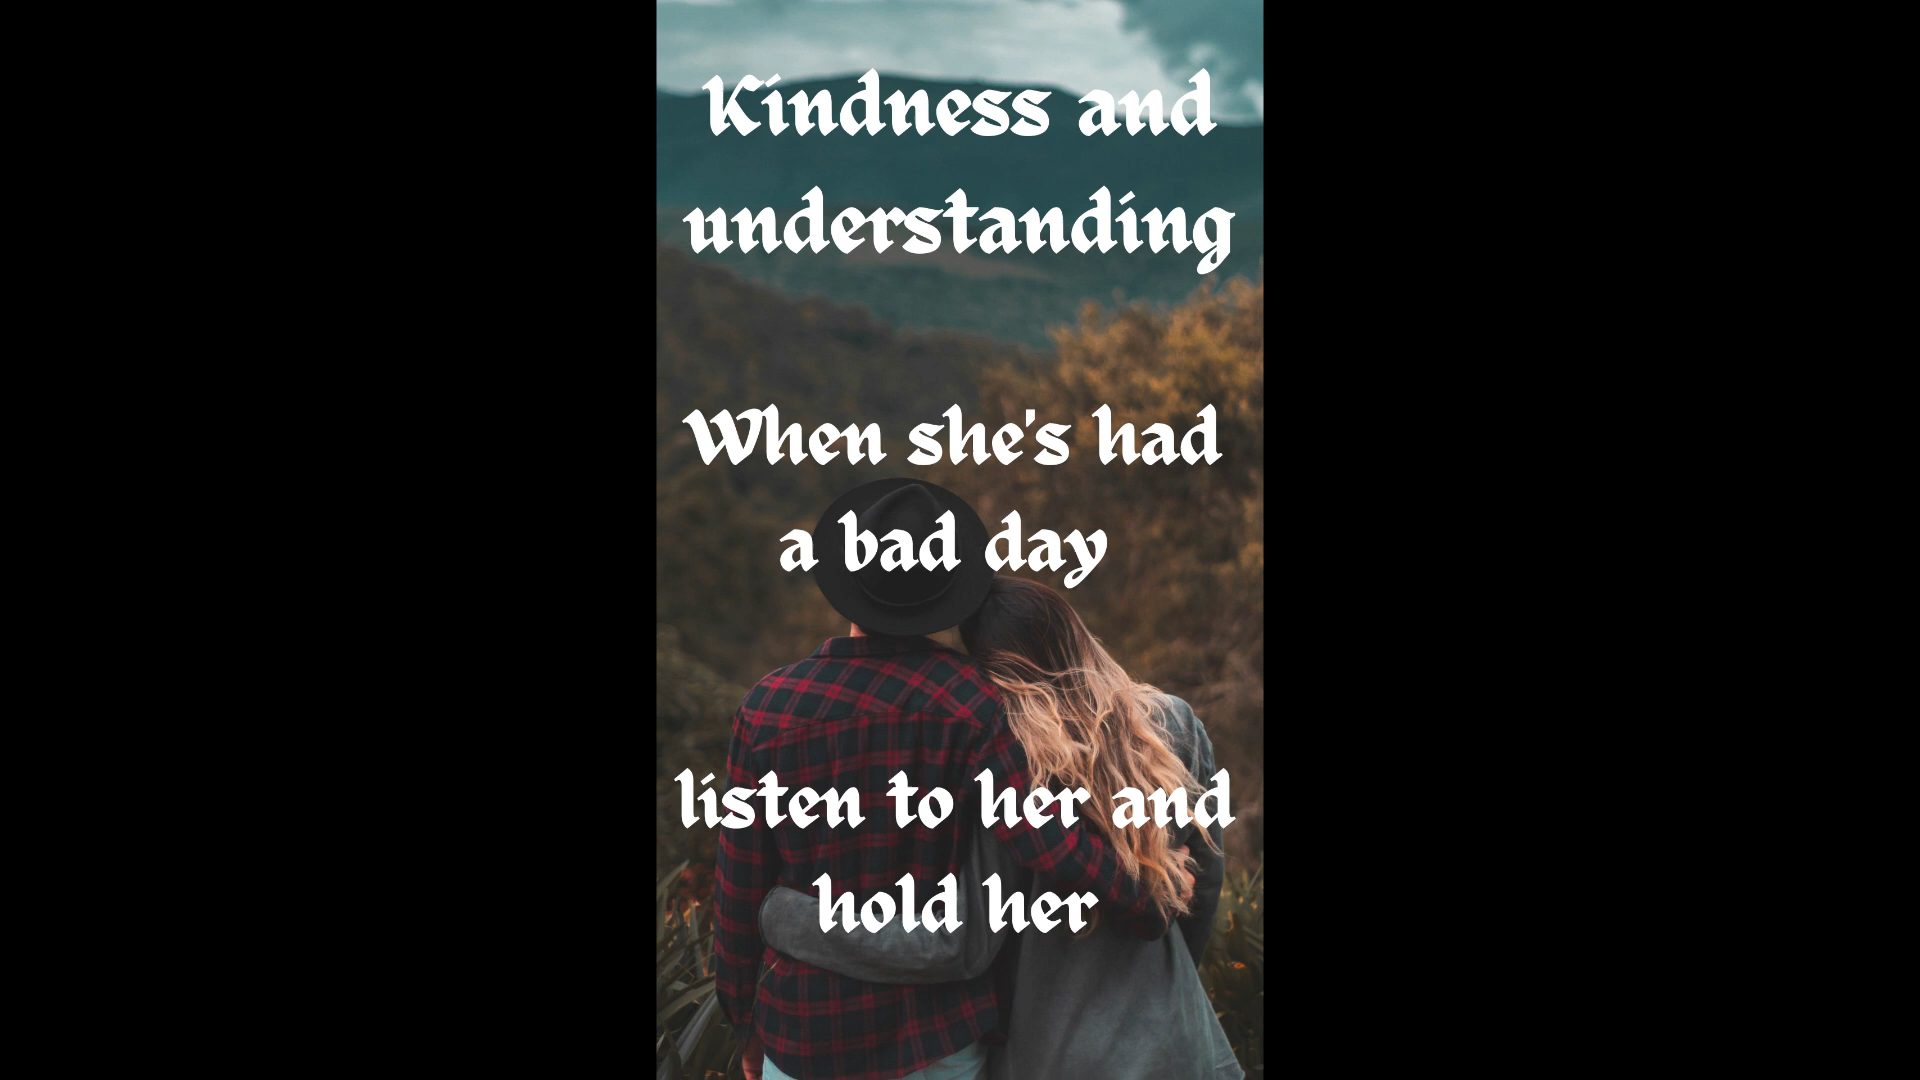 Kindness and
understanding
When she's had
a bad day
listen to her and
hold her